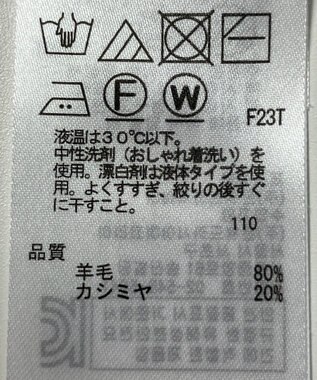 F W F23T
液温は30℃以下。
中性洗剤（おしゃれ着洗い）を
使用。漂白剤は液体タイプを使
用。よくすすぎ、絞りの後すぐ
に干すこと。
110
品質
羊毛 80%
カシミヤ 20%